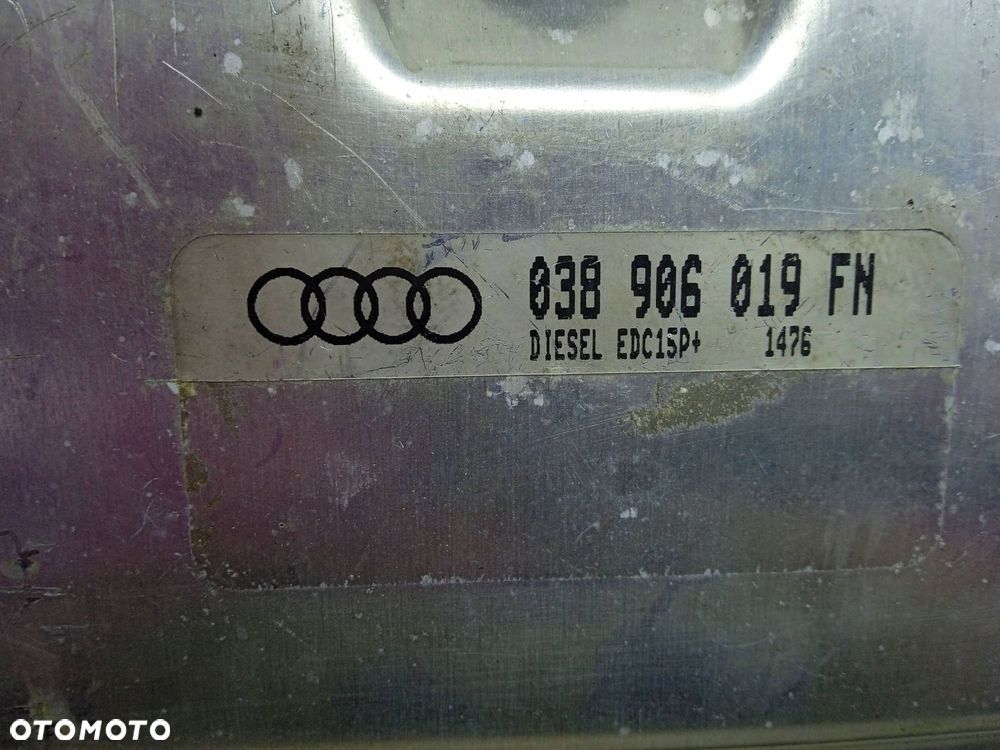 038 906 019 FN
DIESEL EDC15P+ 1476
OTOMOTO